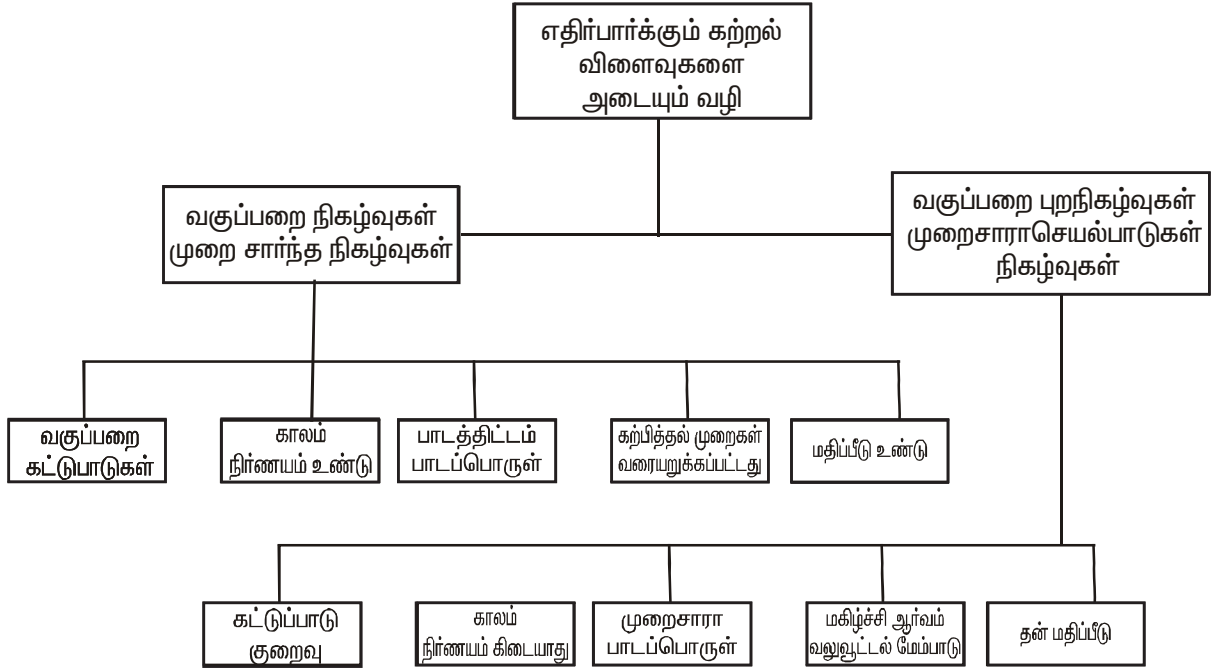 எதிர்பார்க்கும் கற்றல்
விளைவுகளை
அடையும் வழி
வகுப்பறை நிகழ்வுகள்
முறை சார்ந்த நிகழ்வுகள்
வகுப்பறை புறநிகழ்வுகள்
முறைசாராசெயல்பாடுகள்
நிகழ்வுகள்
வகுப்பறை
கட்டுபாடுகள்
காலம்
நிர்ணயம் உண்டு
பாடத்திட்டம்
பாடப்பொருள்
கற்பித்தல் முறைகள்
வரையறுக்கப்பட்டது
மதிப்பீடு உண்டு
கட்டுப்பாடு
குறைவு
காலம்
நிர்ணயம் கிடையாது
முறைசாரா
பாடப்பொருள்
மகிழ்ச்சி ஆர்வம்
வலுவூட்டல் மேம்பாடு
தன் மதிப்பீடு